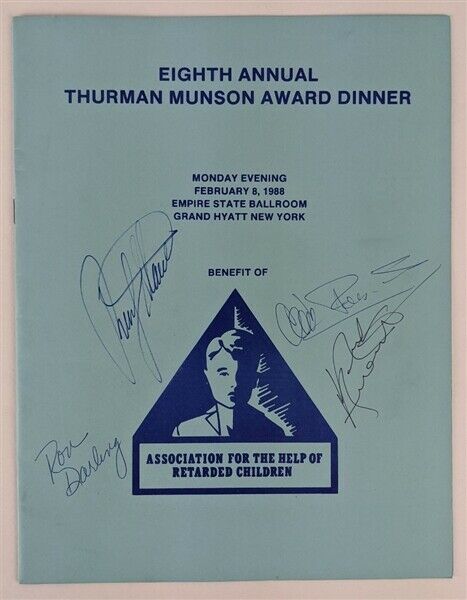 EIGHTH ANNUAL
THURMAN MUNSON AWARD DINNER
MONDAY EVENING
FEBRUARY 8, 1988
EMPIRE STATE BALLROOM
GRAND HYATT NEW YORK
BENEFIT OF
Ron
Darling
ASSOCIATION FOR THE HELP OF
RETARDED CHILDREN